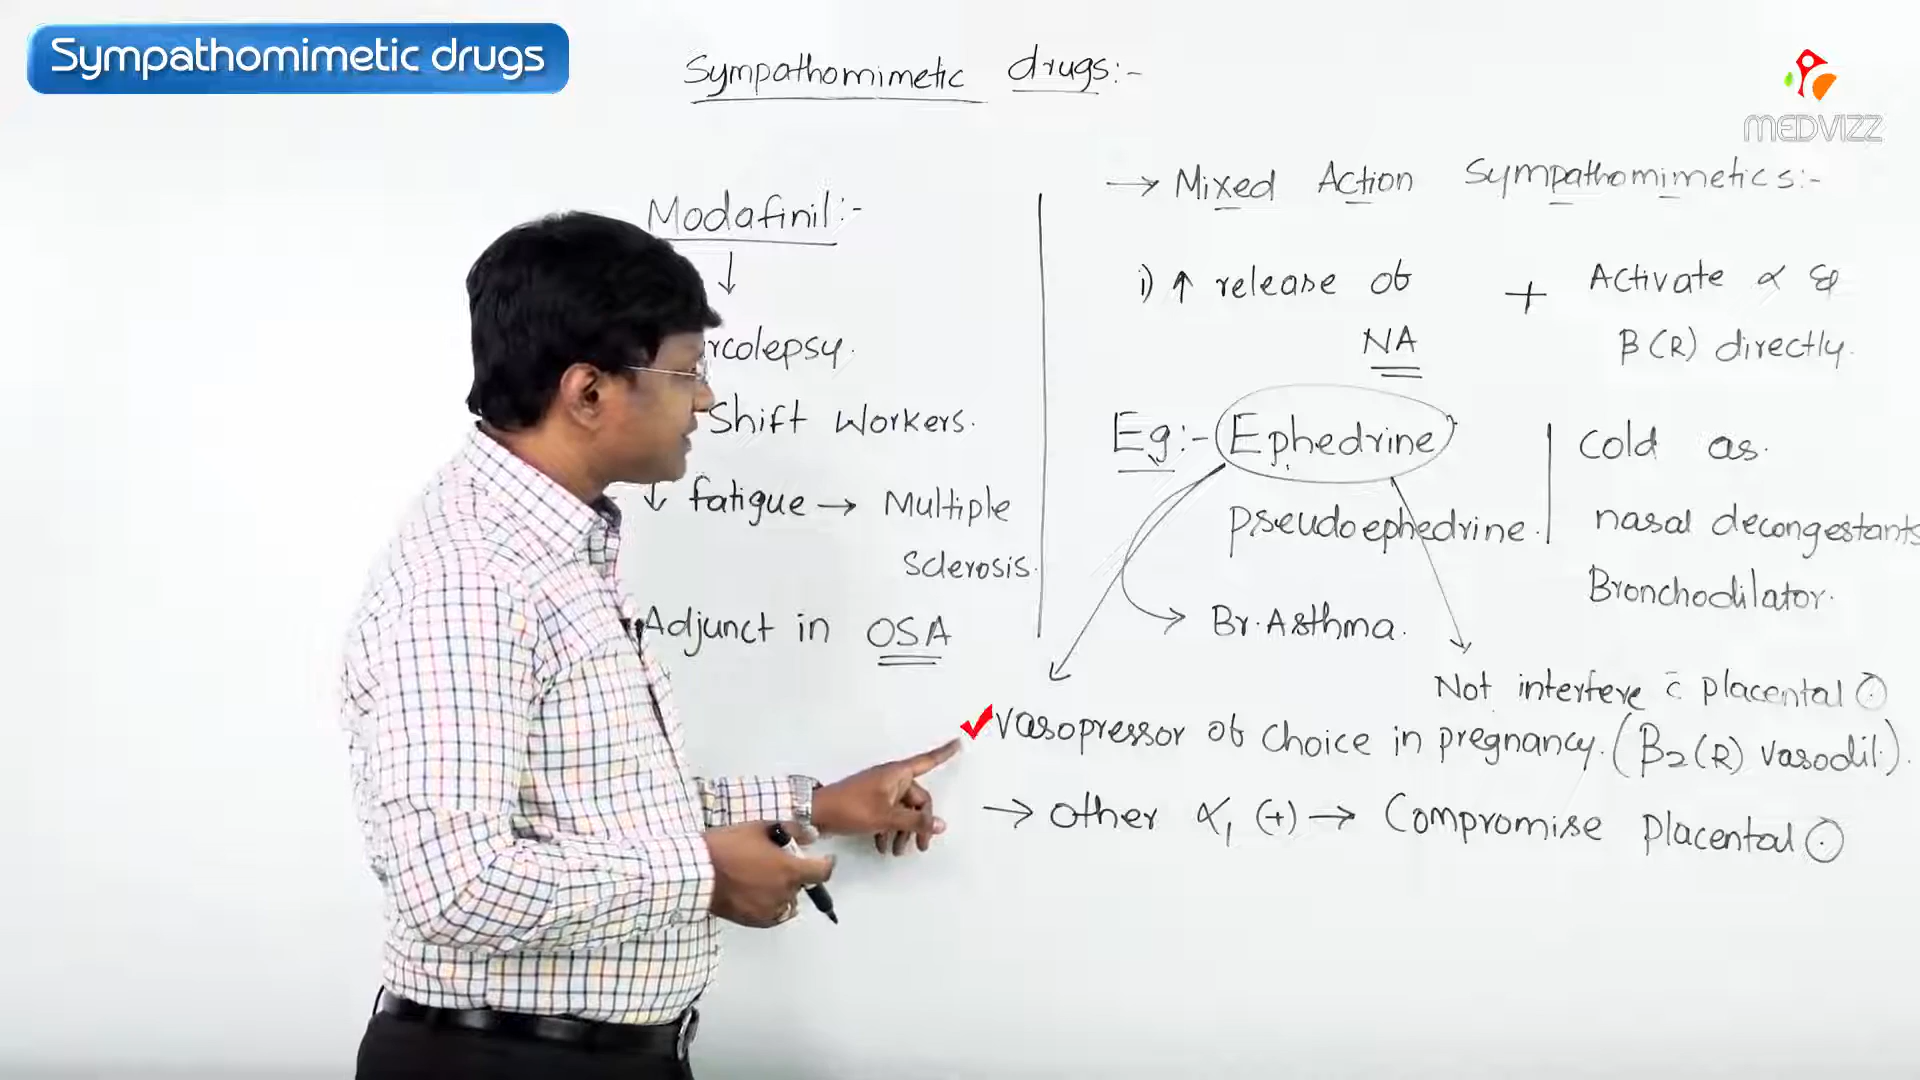 Sympathomimetic drugs
Sympathomimetic drugs:-
MEDVIZZ
Modafinil:-
↓
rcolepsy.
Shift Workers.
↓ fatigue → Multiple
Sclerosis.
Adjunct in OSA
→ Mixed Action Sympathomimetics:-
i) ↑ release of + Activate α &
NA β(R) directly.
Eg:- Ephedrine Cold as.
Pseudoephedrine. nasal decongestants
Bronchodilator.
→ Br. Asthma.
Not interfere c̄ placental
✓ Vasopressor of choice in pregnancy. (β2(R) vasodil.).
→ Other α1 (+) → Compromise Placental